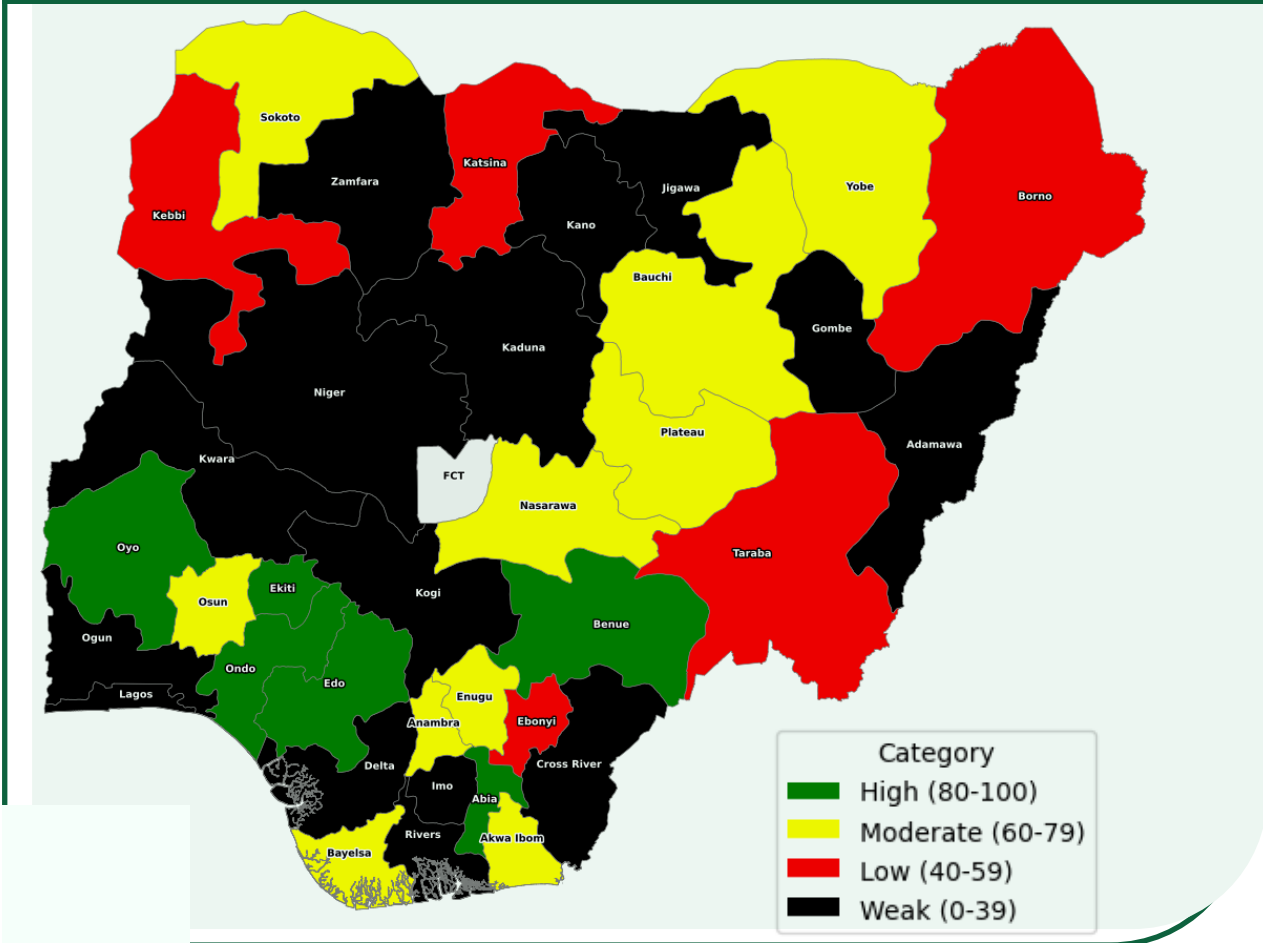 Sokoto
Katsina
Zamfara
Jigawa
Yobe
Borno
Kebbi
Kano
Bauchi
Gombe
Kaduna
Niger
Plateau
Adamawa
Kwara
FCT
Nasarawa
Oyo
Taraba
Ekiti
Kogi
Osun
Benue
Ogun
Ondo
Edo
Lagos
Enugu
Anambra
Ebonyi
Delta
Cross River
Imo
Abia
Rivers
Akwa Ibom
Bayelsa
Category
High (80-100)
Moderate (60-79)
Low (40-59)
Weak (0-39)